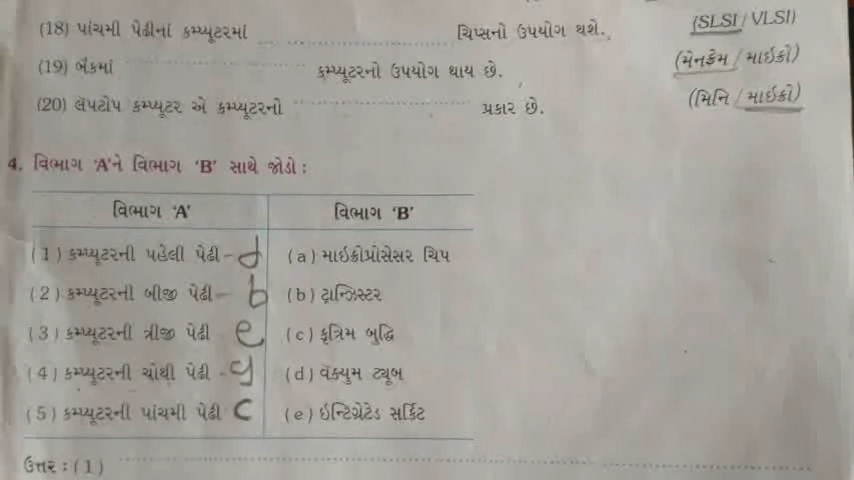 (18) પાંચમી પેઢીનાં કમ્પ્યૂટરમાં ........................ ચિપ્સનો ઉપયોગ થશે. (SLSI / VLSI)
(19) બૅંકમાં ........................ કમ્પ્યૂટરનો ઉપયોગ થાય છે. (મેનફ્રેમ / માઇક્રો)
(20) લૅપટોપ કમ્પ્યૂટર એ કમ્પ્યૂટરનો ........................ પ્રકાર છે. (મિનિ / માઇક્રો)
4. વિભાગ ‘A’ને વિભાગ ‘B’ સાથે જોડો :
વિભાગ ‘A’ વિભાગ ‘B’
(1) કમ્પ્યૂટરની પહેલી પેઢી - d (a) માઇક્રોપ્રોસેસર ચિપ
(2) કમ્પ્યૂટરની બીજી પેઢી - b (b) ટ્રાન્ઝિસ્ટર
(3) કમ્પ્યૂટરની ત્રીજી પેઢી e (c) કૃત્રિમ બુદ્ધિ
(4) કમ્પ્યૂટરની ચોથી પેઢી - a (d) વૅક્યુમ ટ્યૂબ
(5) કમ્પ્યૂટરની પાંચમી પેઢી c (e) ઇન્ટિગ્રેટેડ સર્કિટ
ઉત્તર : (1) ........................